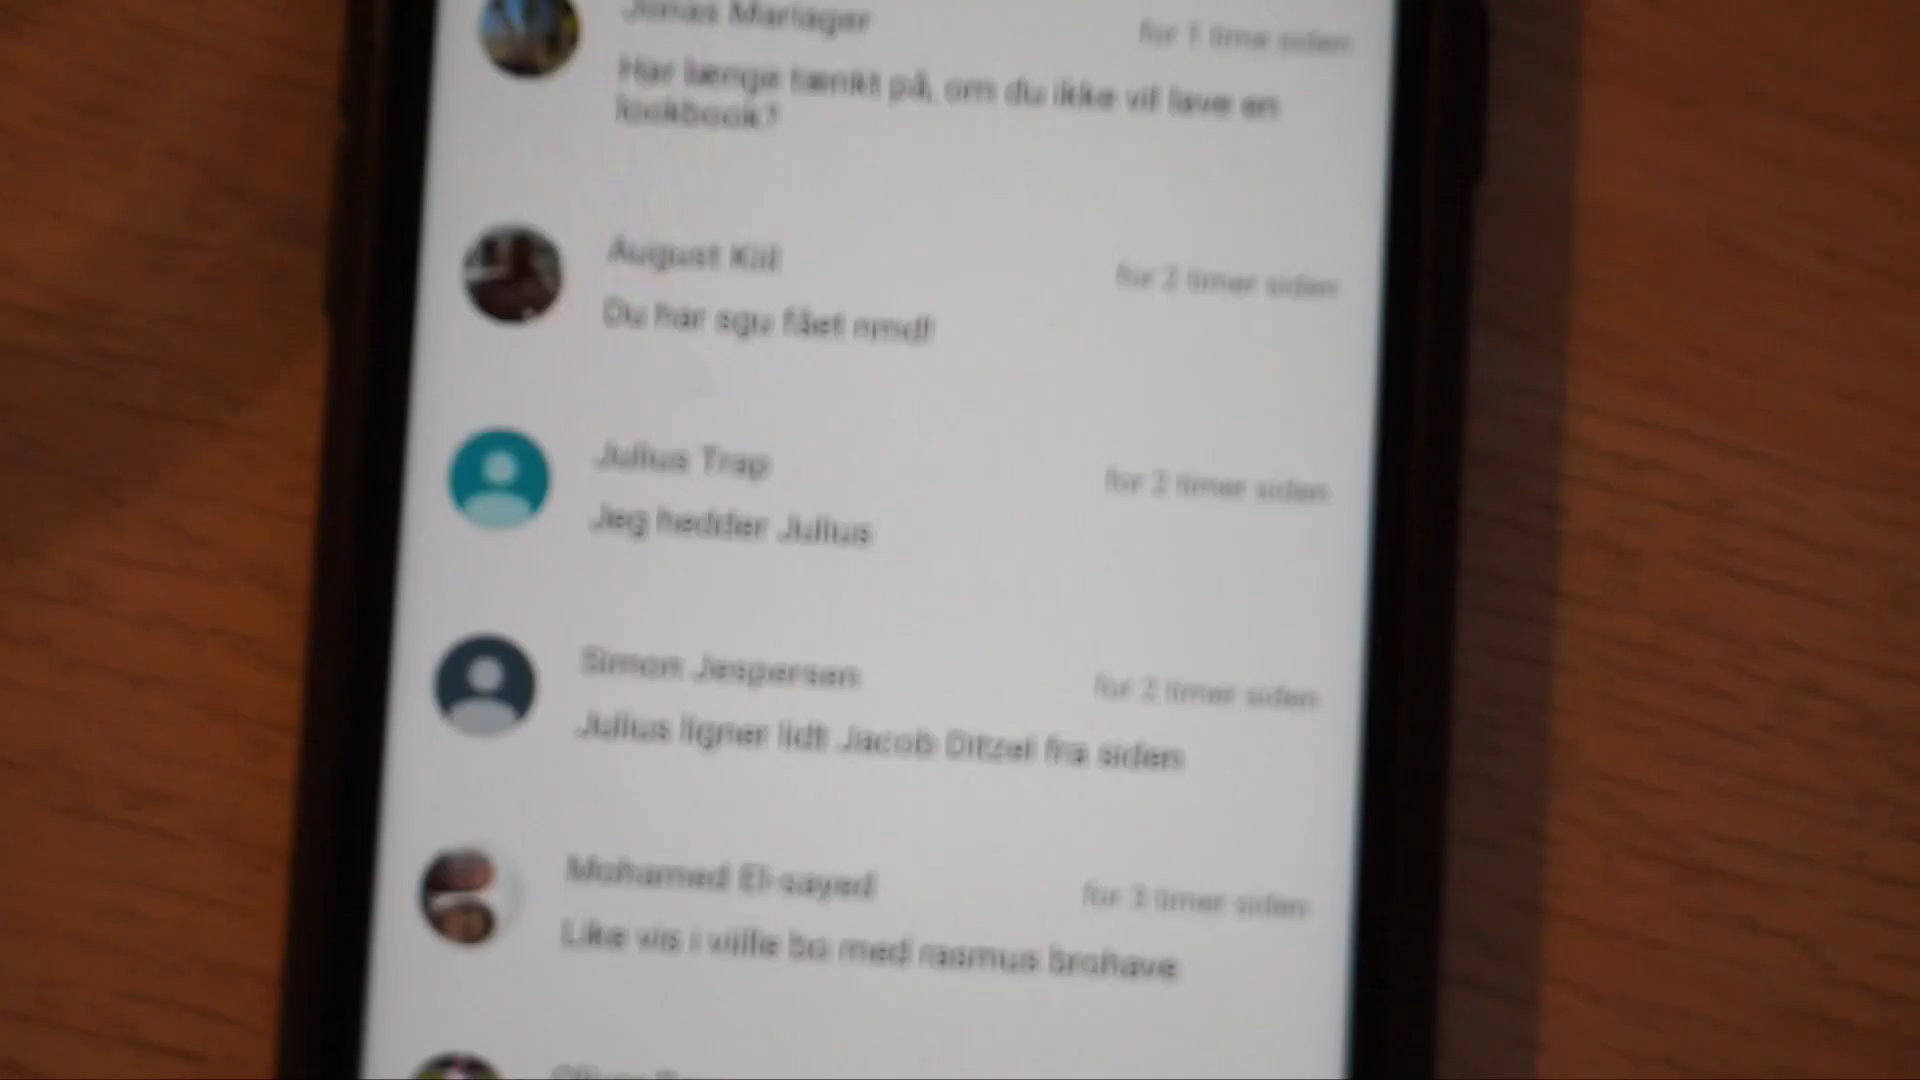 Jonas Mariager for 1 time siden
Har længe tænkt på, om du ikke vil lave en
lookbook?
August Kiil for 2 timer siden
Du har sgu fået nmd!
Julius Trap for 2 timer siden
Jeg hedder Julius
Simon Jespersen for 2 timer siden
Julius ligner lidt Jacob Ditzel fra siden
Mohamed El-sayed for 3 timer siden
Like vis i ville bo med rasmus brohave